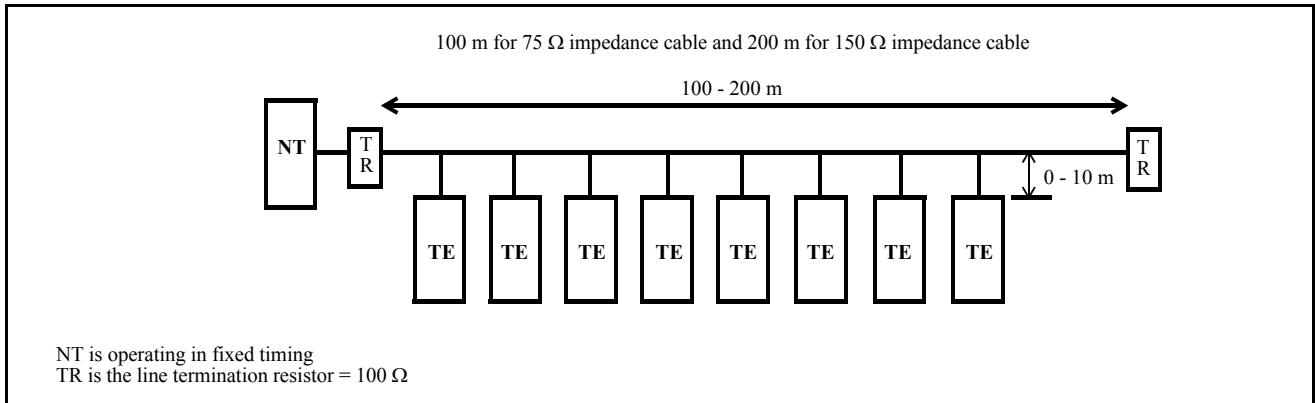 100 m for 75 Ω impedance cable and 200 m for 150 Ω impedance cable
100 - 200 m
NT
T
R
T
R
0 - 10 m
TE
TE
TE
TE
TE
TE
TE
TE
NT is operating in fixed timing
TR is the line termination resistor = 100 Ω